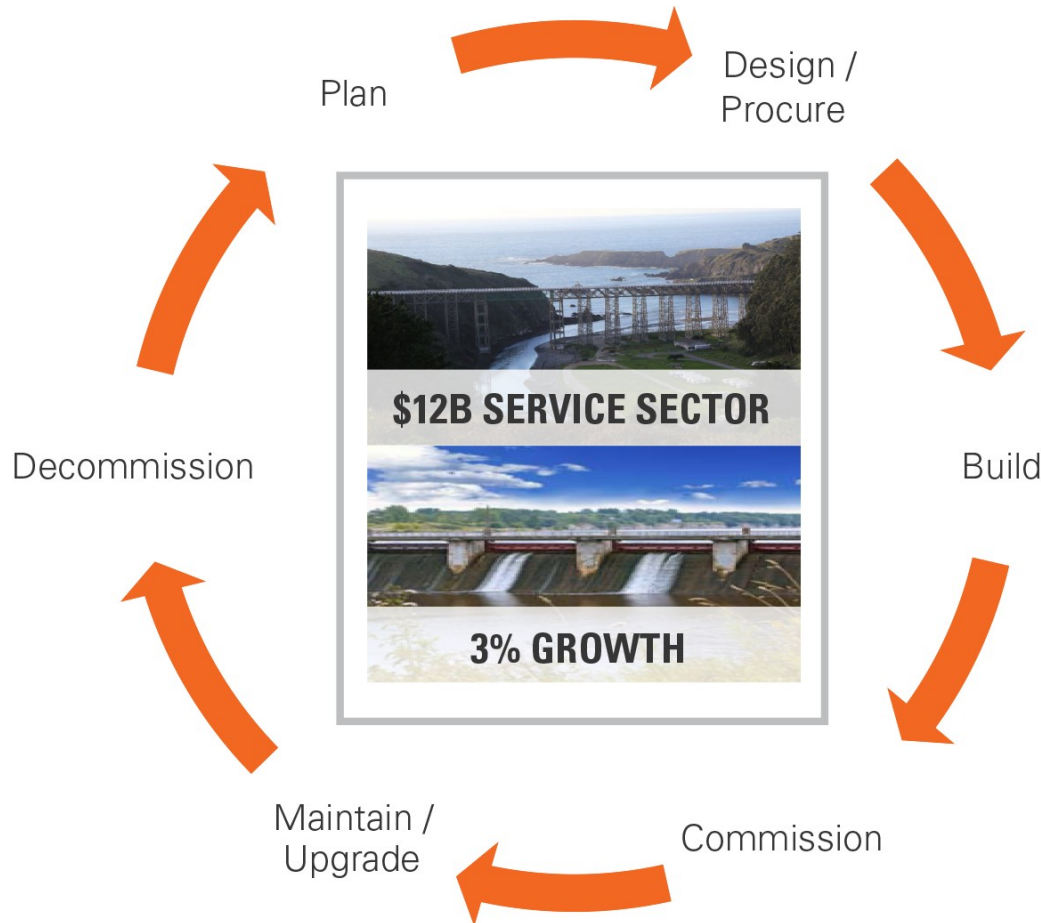 Plan
Design /
Procure
Build
Commission
Maintain /
Upgrade
Decommission
$12B SERVICE SECTOR
3% GROWTH